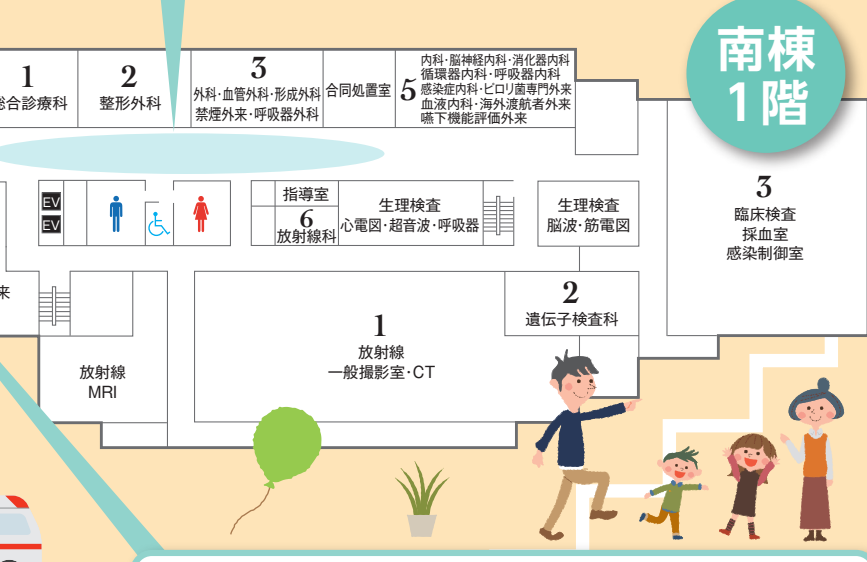 南棟
1階
1
総合診療科
2
整形外科
3
外科・血管外科・形成外科
禁煙外来・呼吸器外科
合同処置室
5
内科・脳神経内科・消化器内科
循環器内科・呼吸器内科
感染症内科・ピロリ菌専門外来
血液内科・海外渡航者外来
嚥下機能評価外来
EV
EV
指導室
6
放射線科
生理検査
心電図・超音波・呼吸器
生理検査
脳波・筋電図
3
臨床検査
採血室
感染制御室
来
1
放射線
一般撮影室・CT
2
遺伝子検査科
放射線
MRI